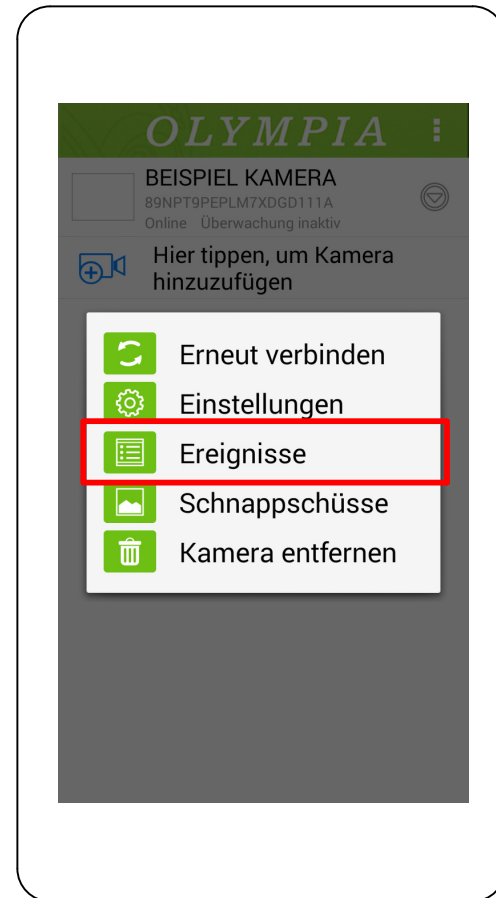 OLYMPIA
BEISPIEL KAMERA
89NPT9PEPLM7XDGD111A
Online Überwachung inaktiv
Hier tippen, um Kamera
hinzuzufügen
Erneut verbinden
Einstellungen
Ereignisse
Schnappschüsse
Kamera entfernen